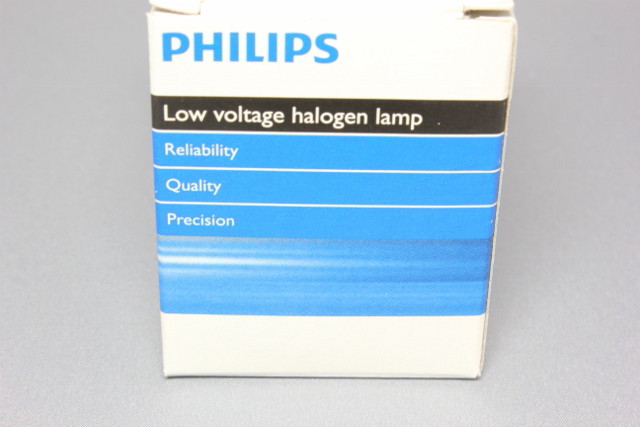 PHILIPS
Low voltage halogen lamp
Reliability
Quality
Precision